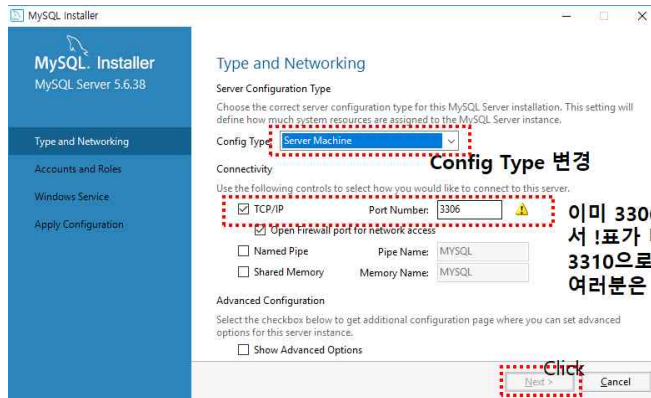 MySQL Installer
MySQL. Installer
MySQL Server 5.6.38
Type and Networking
Accounts and Roles
Windows Service
Apply Configuration
Type and Networking
Server Configuration Type
Choose the correct server configuration type for this MySQL Server installation. This setting will
define how much system resources are assigned to the MySQL Server instance.
Config Type: Server Machine
Config Type 변경
Connectivity
Use the following controls to select how you would like to connect to this server.
TCP/IP Port Number: 3306
Open Firewall port for network access
Named Pipe Pipe Name: MYSQL
Shared Memory Memory Name: MYSQL
이미 3306
서 !표가
3310으로
여러분은
Advanced Configuration
Select the checkbox below to get additional configuration page where you can set advanced
options for this server instance.
Show Advanced Options
Click
Next > Cancel